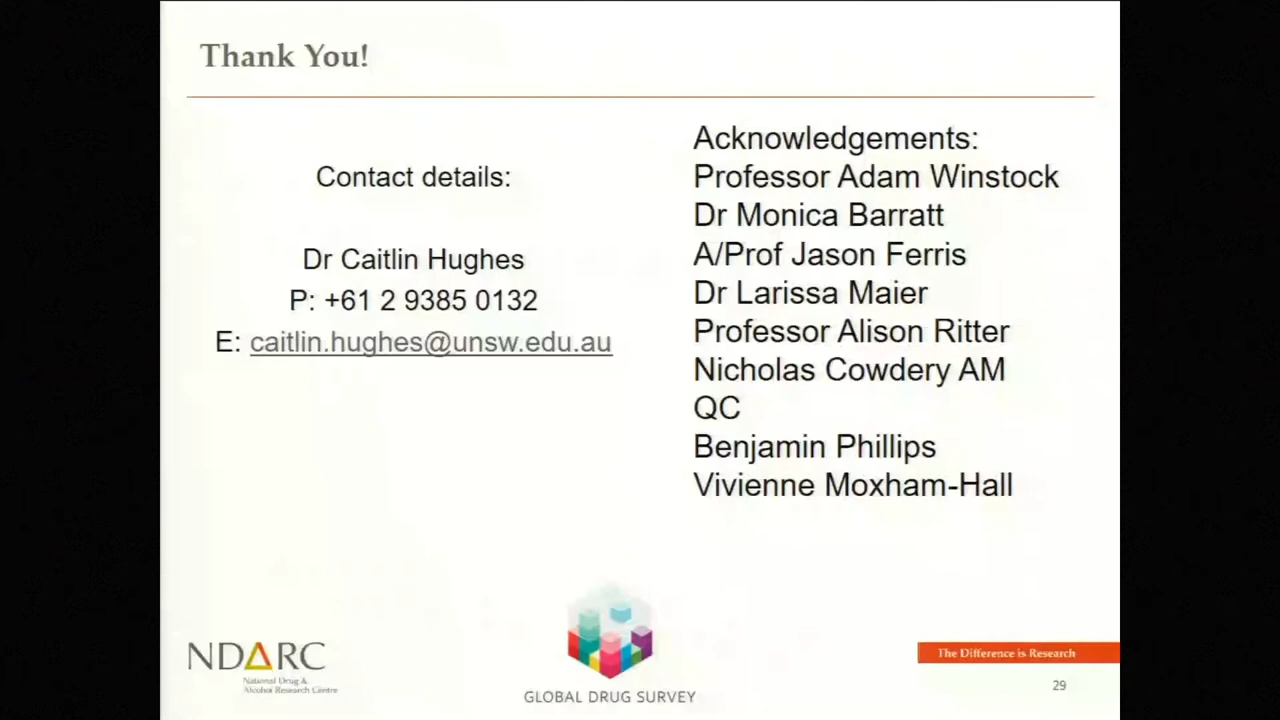 Thank You!
Contact details:
Dr Caitlin Hughes
P: +61 2 9385 0132
E: caitlin.hughes@unsw.edu.au
Acknowledgements:
Professor Adam Winstock
Dr Monica Barratt
A/Prof Jason Ferris
Dr Larissa Maier
Professor Alison Ritter
Nicholas Cowdery AM
QC
Benjamin Phillips
Vivienne Moxham-Hall
NDARC
National Drug &
Alcohol Research Centre
GLOBAL DRUG SURVEY
The Difference is Research
29